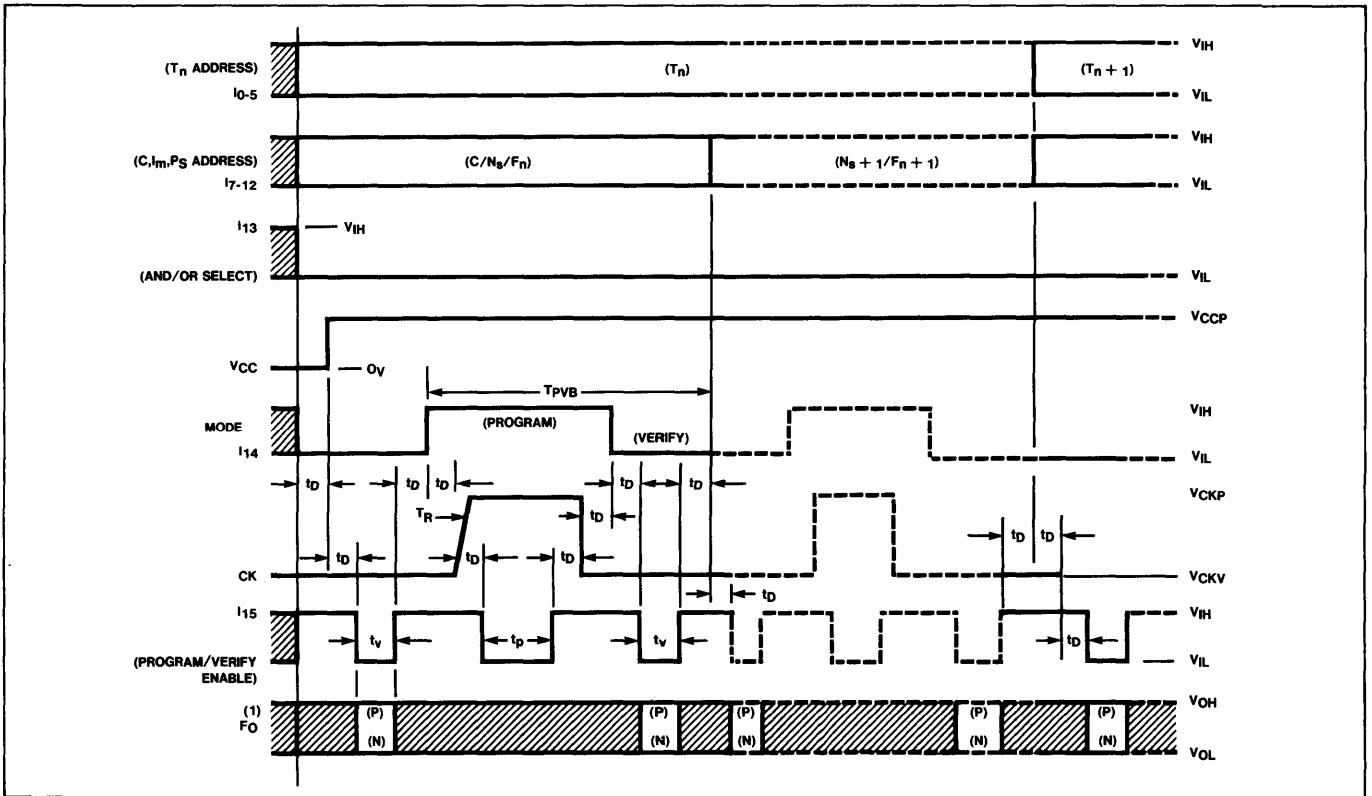 (Tn ADDRESS)
I0-5
(Tn)
(Tn + 1)
VIH
VIL
(C,Im,PS ADDRESS)
I7-12
(C/Ns/Fn)
(Ns + 1/Fn + 1)
VIH
VIL
I13
VIH
(AND/OR SELECT)
VIL
VCCP
VCC
0V
TPVB
MODE
I14
(PROGRAM)
(VERIFY)
VIH
VIL
tD
tD
tD
tD
tD
TR
tD
VCKP
tD
tD
tD
tD
tD
CK
VCKV
tD
I15
VIH
tv
tp
tv
tD
(PROGRAM/VERIFY
ENABLE)
VIL
(1)
FO
(P)
(N)
(P)
(N)
(P)
(N)
(P)
(N)
(P)
(N)
VOH
VOL